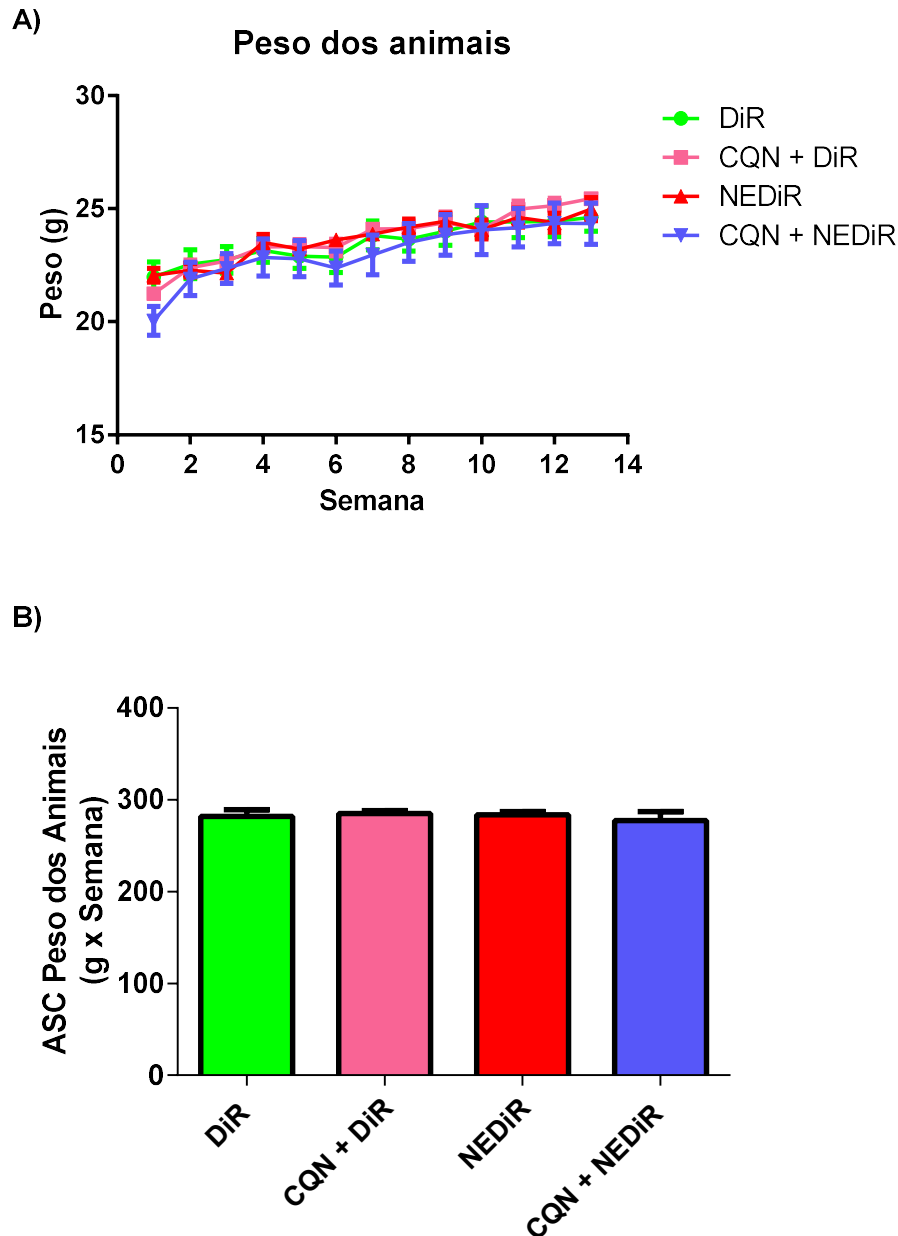 A)
Peso dos animais
30
25
20
15
Peso (g)
0 2 4 6 8 10 12 14
Semana
DiR
CQN + DiR
NEDiR
CQN + NEDiR
B)
400
300
200
100
0
ASC Peso dos Animais
(g x Semana)
DiR
CQN + DiR
NEDiR
CQN + NEDiR